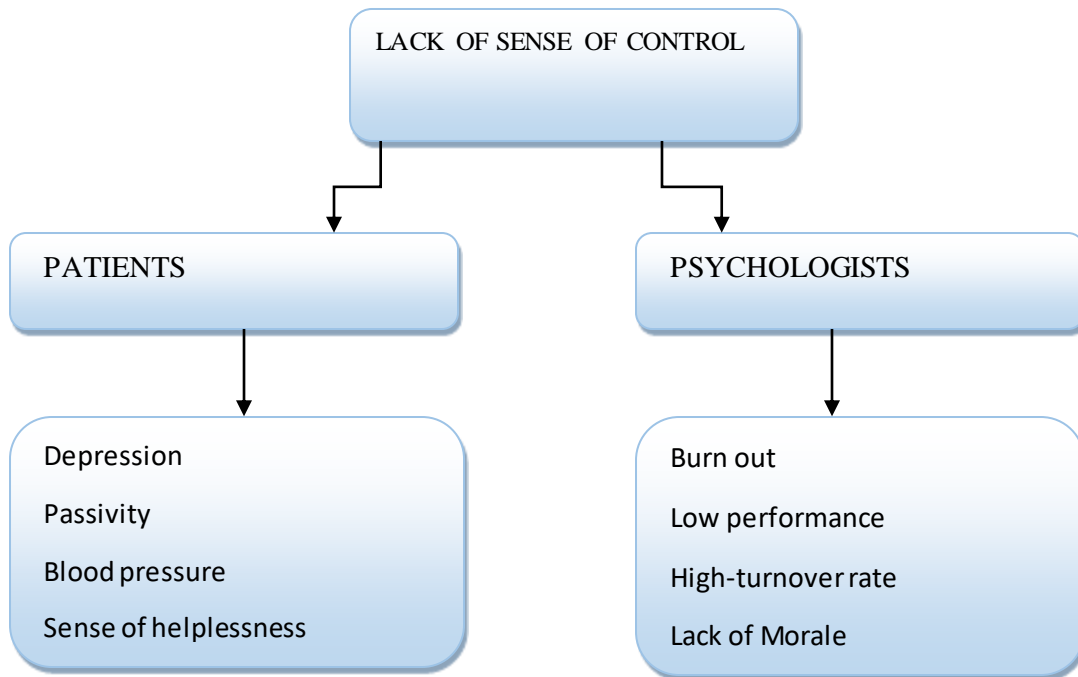 LACK OF SENSE OF CONTROL
PATIENTS
PSYCHOLOGISTS
Depression
Passivity
Blood pressure
Sense of helplessness
Burn out
Low performance
High-turnover rate
Lack of Morale